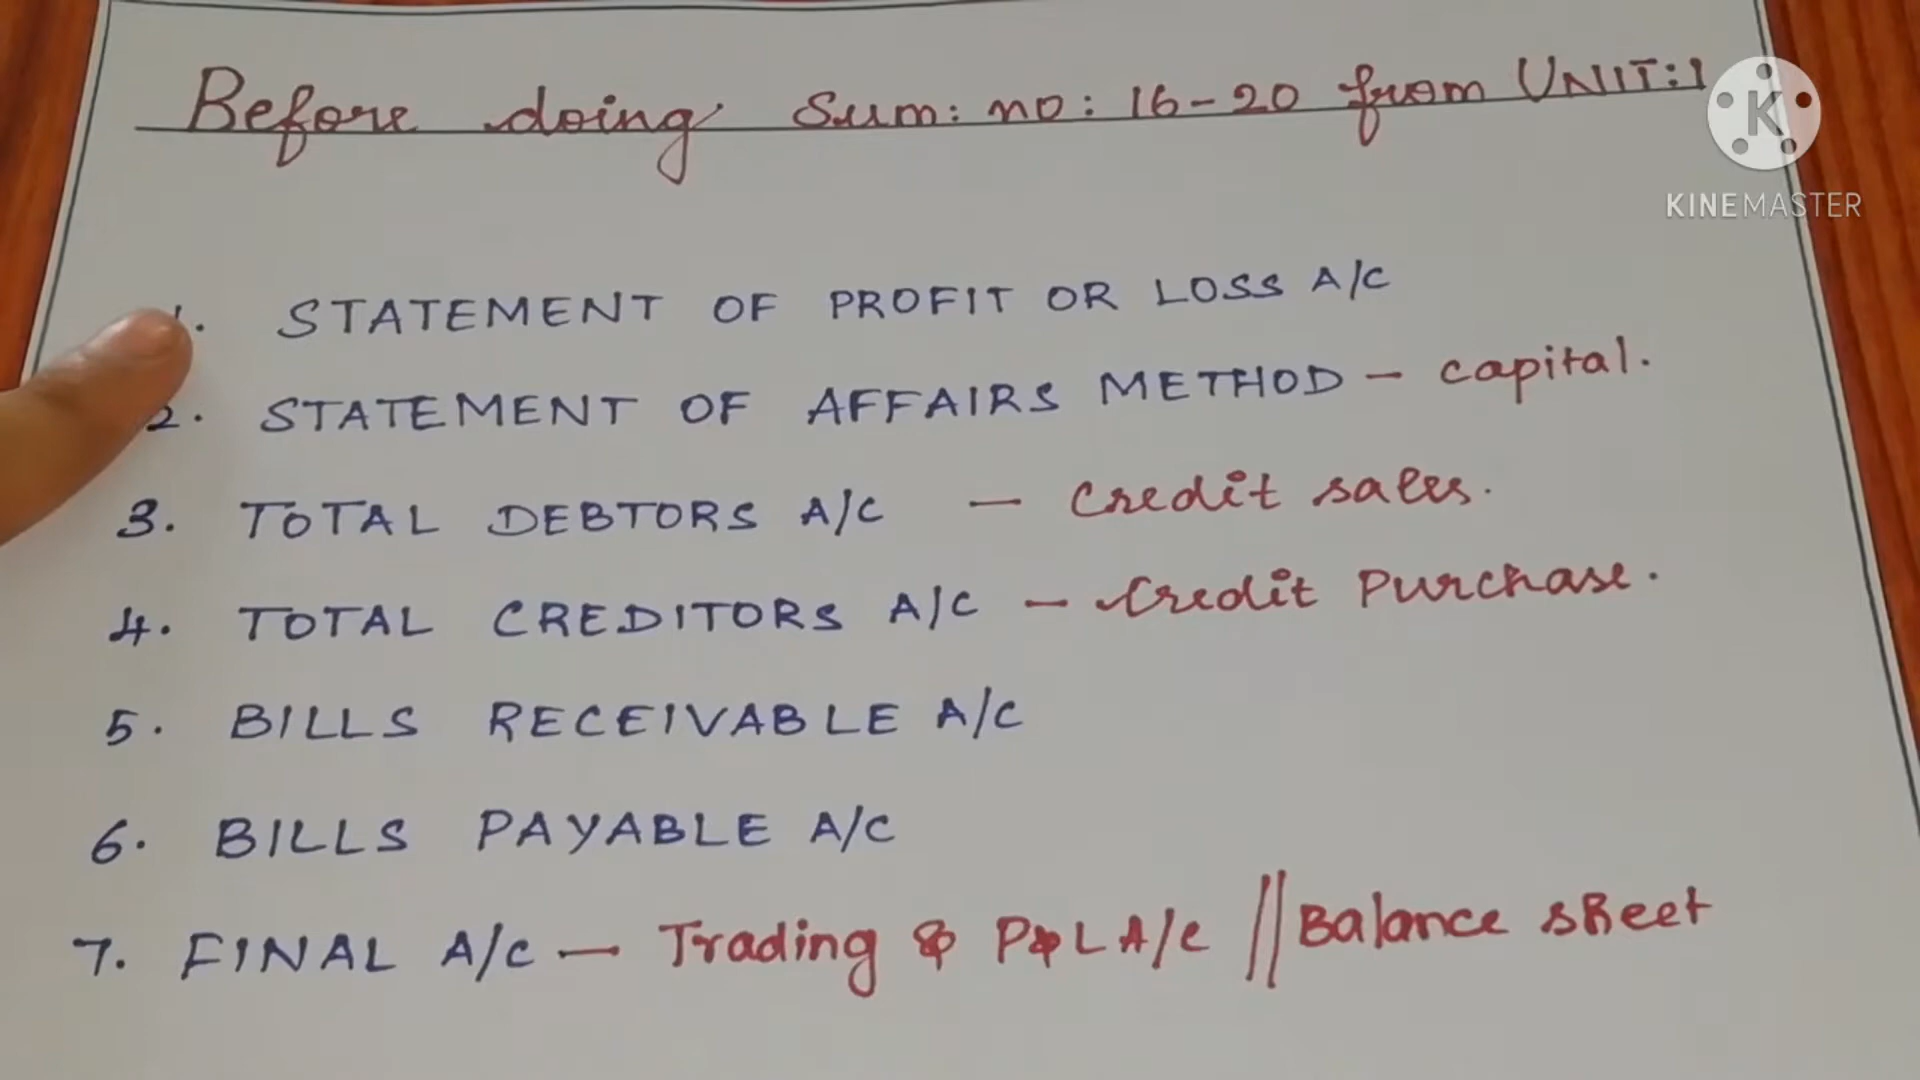 Before doing Sum: no: 16-20 from UNIT:1
K
KINEMASTER
1. STATEMENT OF PROFIT OR LOSS A/C
2. STATEMENT OF AFFAIRS METHOD - capital.
3. TOTAL DEBTORS A/C - Credit sales.
4. TOTAL CREDITORS A/C - Credit Purchase.
5. BILLS RECEIVABLE A/C
6. BILLS PAYABLE A/C
7. FINAL A/C - Trading & P&L A/c // Balance sheet